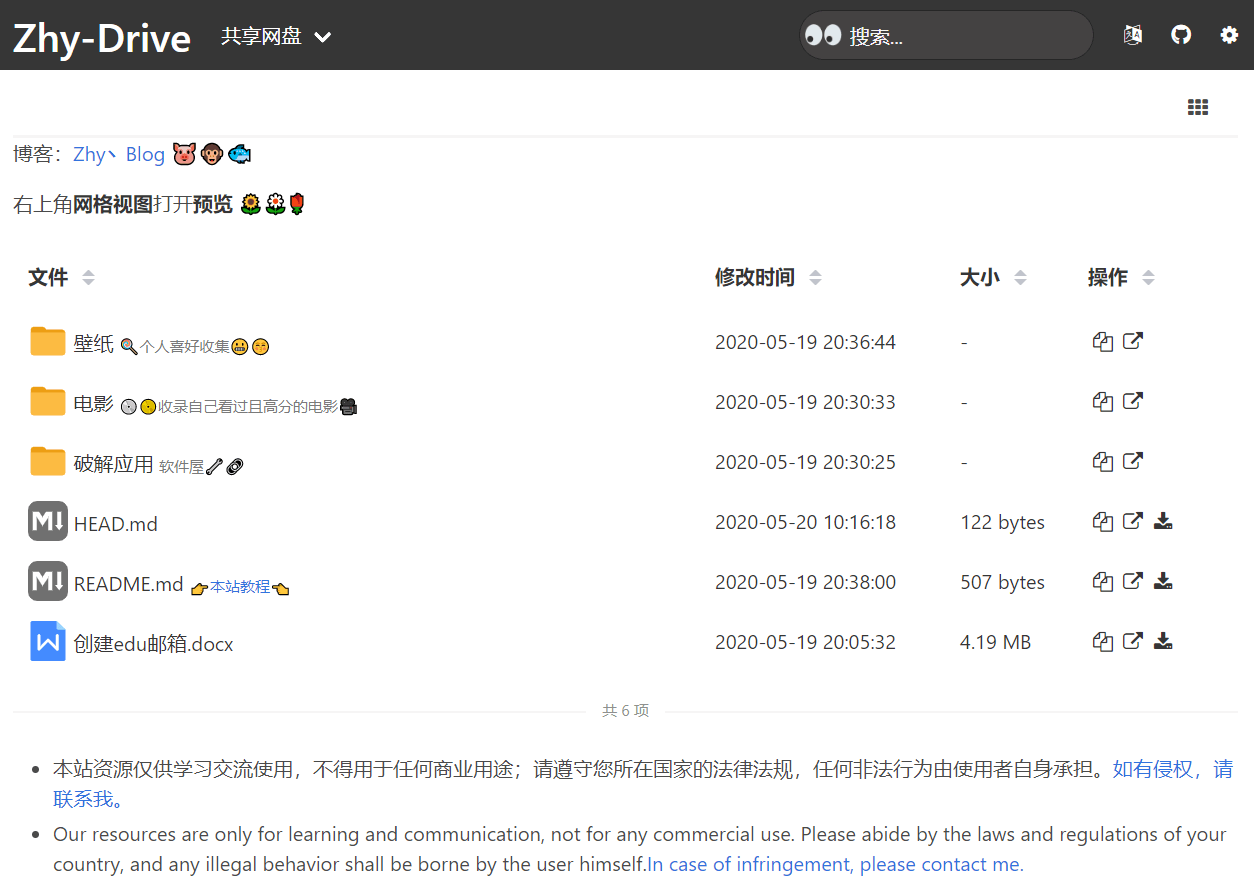 Zhy-Drive 共享网盘 搜索...
博客：Zhy丶Blog 🐷🐵🐟
右上角网格视图打开预览 🌻🌼🌹
文件 修改时间 大小 操作
壁纸 🍭个人喜好收集😬😁 2020-05-19 20:36:44 -
电影 💿📀收录自己看过且高分的电影🎥 2020-05-19 20:30:33 -
破解应用 软件屋🔗 2020-05-19 20:30:25 -
HEAD.md 2020-05-20 10:16:18 122 bytes
README.md 👉本站教程👈 2020-05-19 20:38:00 507 bytes
创建edu邮箱.docx 2020-05-19 20:05:32 4.19 MB
共 6 项
本站资源仅供学习交流使用，不得用于任何商业用途；请遵守您所在国家的法律法规，任何非法行为由使用者自身承担。如有侵权，请
联系我。
Our resources are only for learning and communication, not for any commercial use. Please abide by the laws and regulations of your
country, and any illegal behavior shall be borne by the user himself.In case of infringement, please contact me.